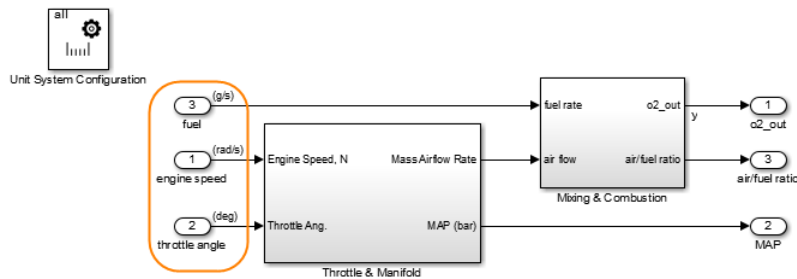 all
Unit System Configuration
3
(g/s)
fuel
fuel rate
o2_out
y
1
o2_out
1
(rad/s)
engine speed
Engine Speed, N
Mass Airflow Rate
air flow
air/fuel ratio
3
air/fuel ratio
Mixing & Combustion
2
(deg)
throttle angle
Throttle Ang.
MAP (bar)
2
MAP
Throttle & Manifold